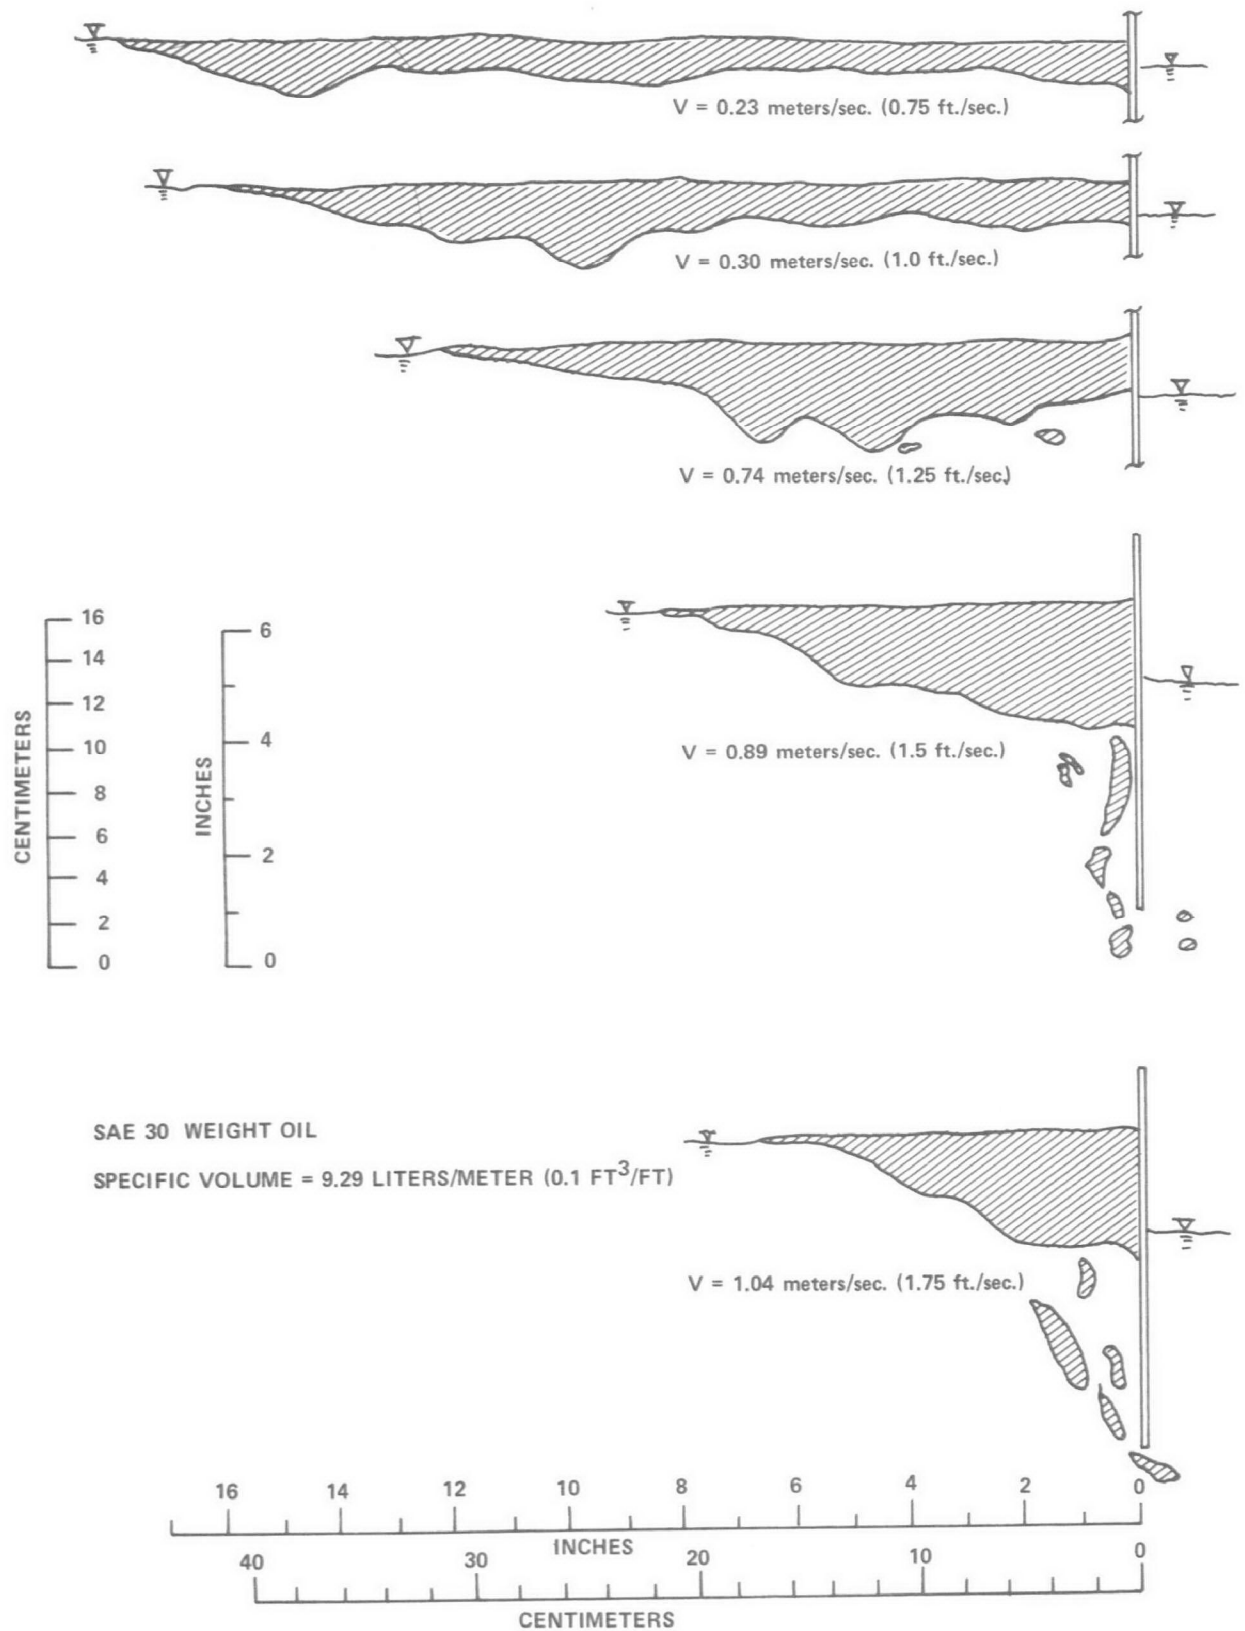 V = 0.23 meters/sec. (0.75 ft./sec.)
V = 0.30 meters/sec. (1.0 ft./sec.)
V = 0.74 meters/sec. (1.25 ft./sec.)
16
14
12
10
8
6
4
2
0
CENTIMETERS
6
4
2
0
INCHES
V = 0.89 meters/sec. (1.5 ft./sec.)
SAE 30 WEIGHT OIL
SPECIFIC VOLUME = 9.29 LITERS/METER (0.1 FT³/FT)
V = 1.04 meters/sec. (1.75 ft./sec.)
16 14 12 10 8 6 4 2 0
INCHES
40 30 20 10 0
CENTIMETERS